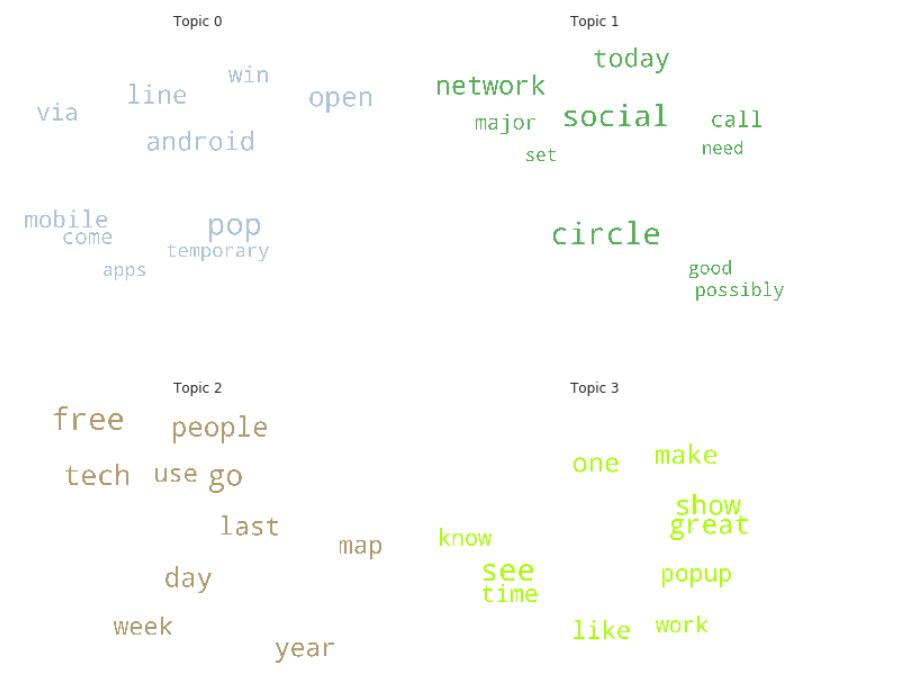 Topic 0
win
line
open
via
android
mobile
pop
come
temporary
apps
Topic 1
today
network
social
major
call
set
need
circle
good
possibly
Topic 2
free
people
tech use go
last
map
day
week
year
Topic 3
make
one
show
great
know
see
popup
time
like work